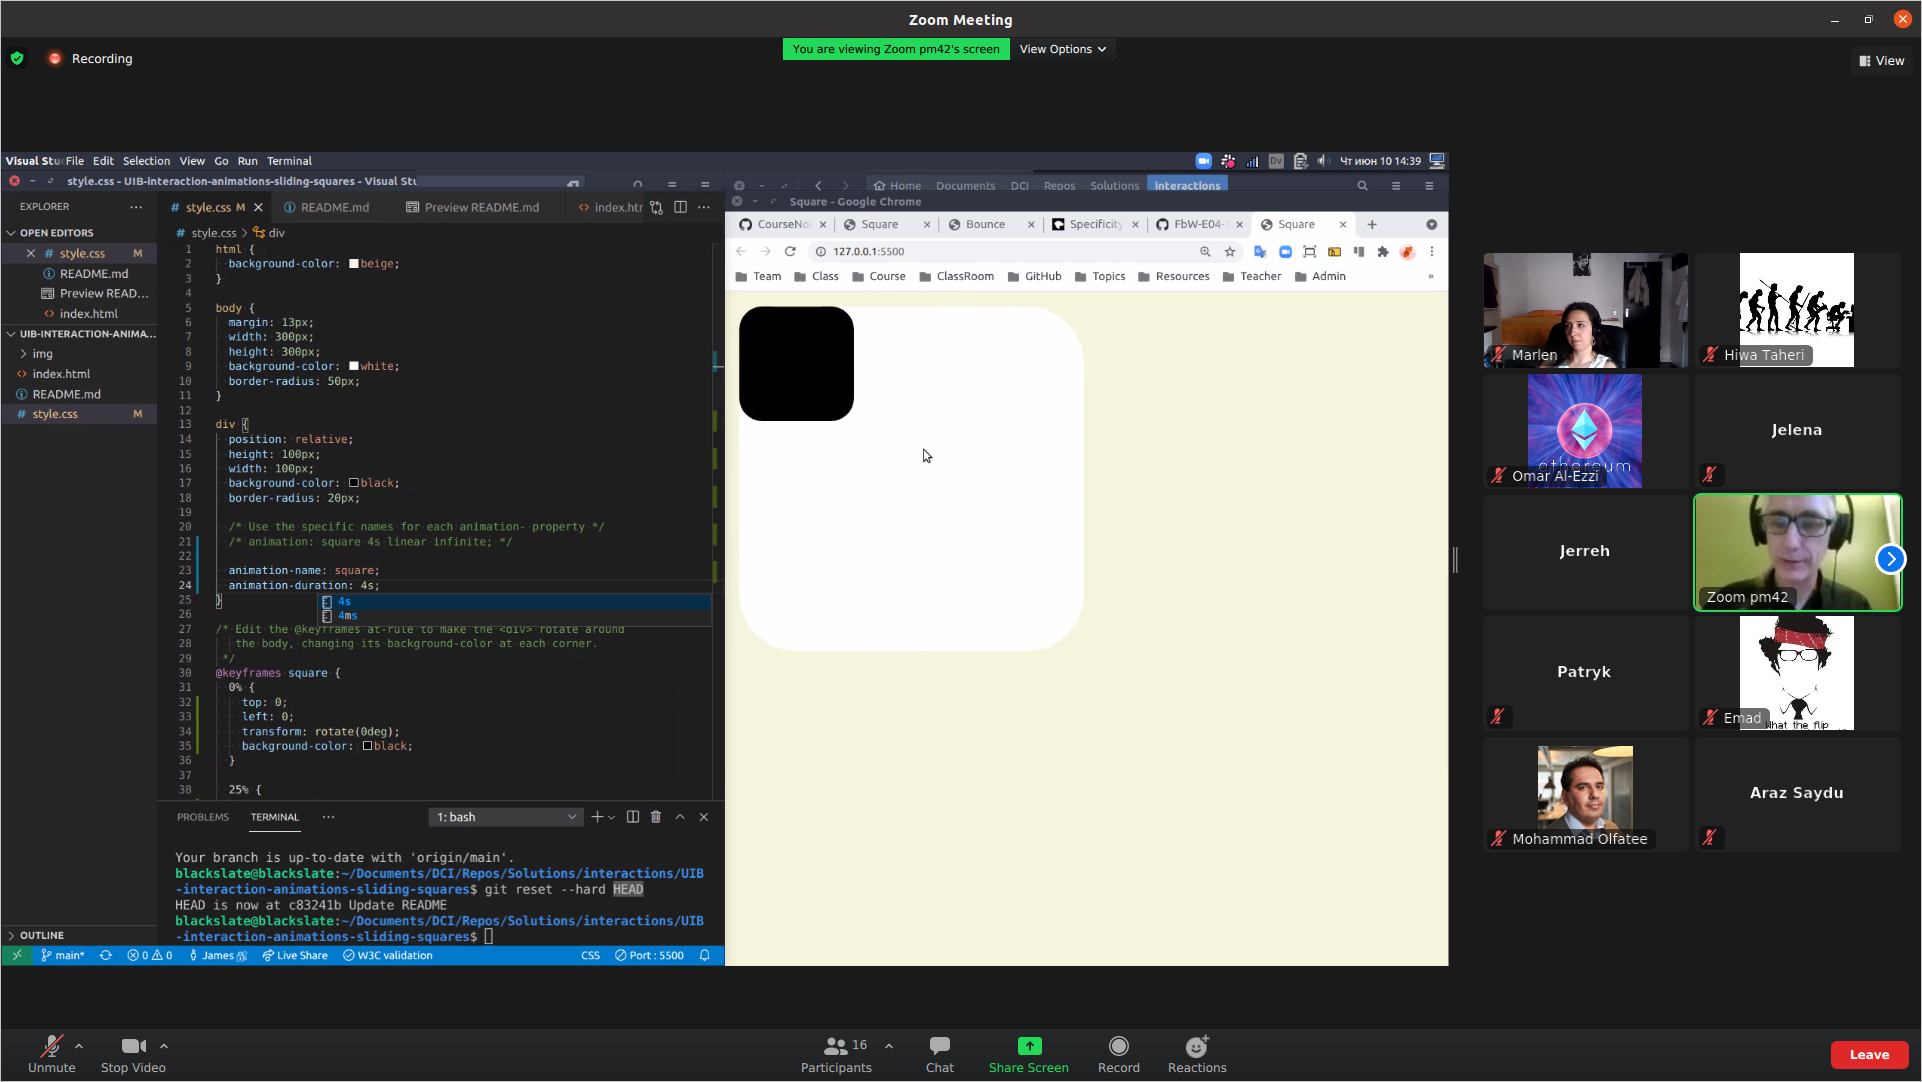 Zoom Meeting
Recording
You are viewing Zoom pm42's screen
View Options
View
Visual Stu File Edit Selection View Go Run Terminal
Dv
Чт июн 10 14:39
style.css - UIB-interaction-animations-sliding-squares - Visual Stu
Home Documents DCI Repos Solutions interactions
EXPLORER
OPEN EDITORS
style.css M
README.md
Preview READ...
index.html
UIB-INTERACTION-ANIMA...
img
index.html
README.md
style.css M
OUTLINE
style.css M
README.md
Preview README.md
index.htm
style.css > div
1 html {
2 background-color: beige;
3 }
4
5 body {
6 margin: 13px;
7 width: 300px;
8 height: 300px;
9 background-color: white;
10 border-radius: 50px;
11 }
12
13 div {
14 position: relative;
15 height: 100px;
16 width: 100px;
17 background-color: black;
18 border-radius: 20px;
19
20 /* Use the specific names for each animation- property */
21 /* animation: square 4s linear infinite; */
22
23 animation-name: square;
24 animation-duration: 4s;
25 }
4s
4ms
26
27 /* Edit the @keyframes at-rule to make the <div> rotate around
28 the body, changing its background-color at each corner.
29 */
30 @keyframes square {
31 0% {
32 top: 0;
33 left: 0;
34 transform: rotate(0deg);
35 background-color: black;
36 }
37
38 25% {
PROBLEMS TERMINAL ··· 1: bash
Your branch is up-to-date with 'origin/main'.
blackslate@blackslate:~/Documents/DCI/Repos/Solutions/interactions/UIB
-interaction-animations-sliding-squares$ git reset --hard HEAD
HEAD is now at c83241b Update README
blackslate@blackslate:~/Documents/DCI/Repos/Solutions/interactions/UIB
-interaction-animations-sliding-squares$
main* 0 0 James Live Share W3C validation CSS Port : 5500
Square - Google Chrome
CourseNo Square Bounce Specificity FbW-E04- Square
127.0.0.1:5500
Team Class Course ClassRoom GitHub Topics Resources Teacher Admin »
Marlen
Hiwa Taheri
ethereum
Omar Al-Ezzi
Jelena
Jerreh
Zoom pm42
Patryk
What the flip
Emad
Mohammad Olfatee
Araz Saydu
Unmute
Stop Video
16
Participants
Chat
Share Screen
Record
Reactions
Leave